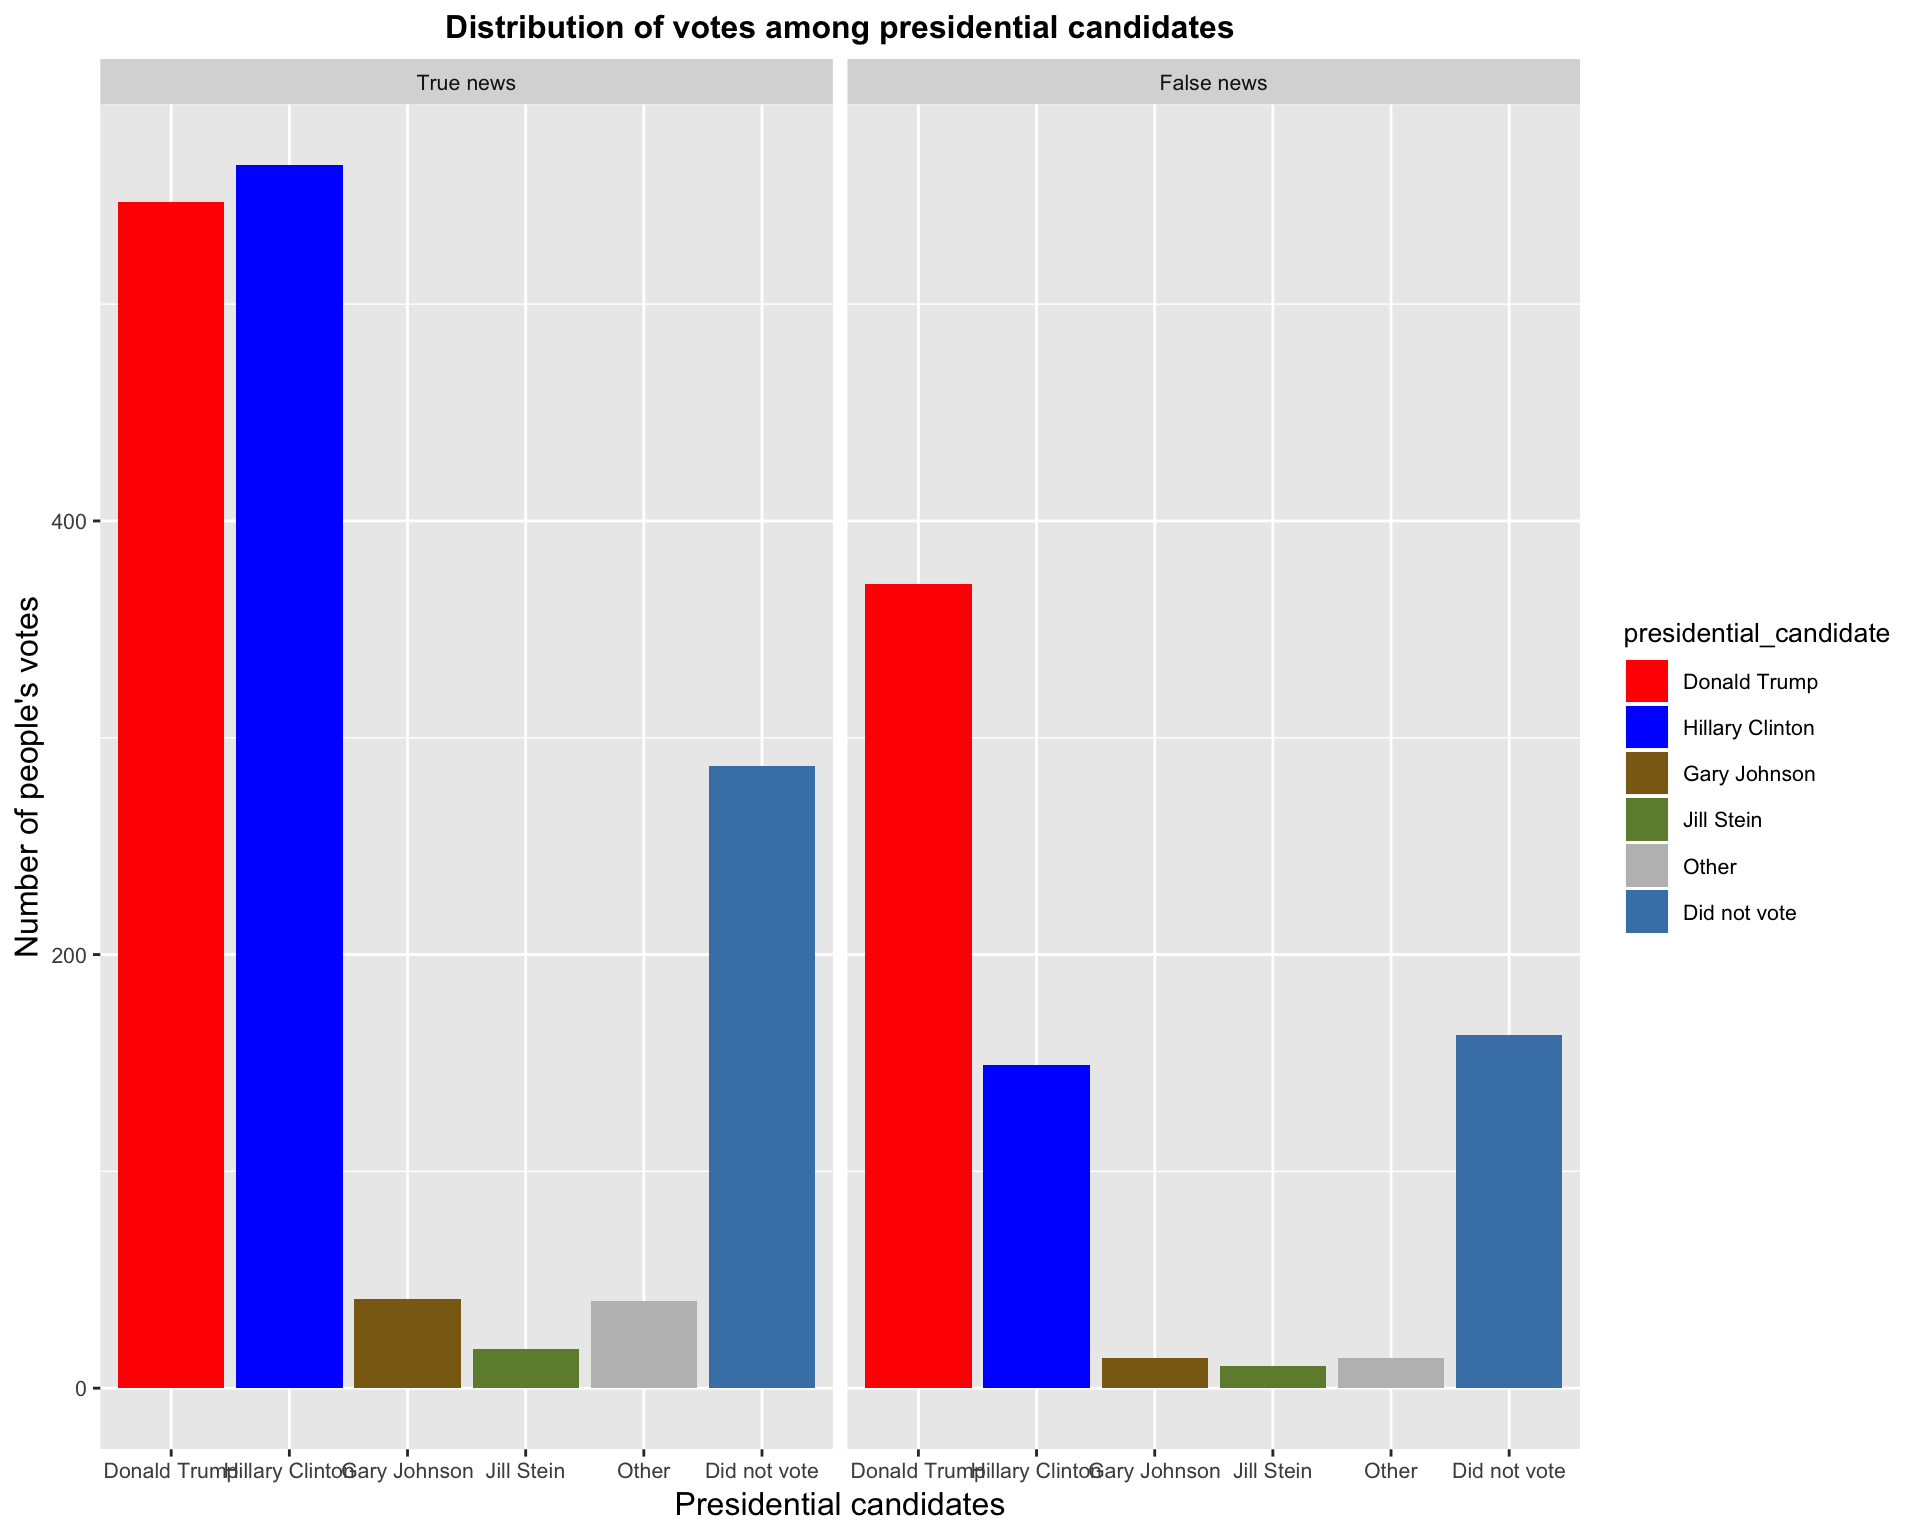 Distribution of votes among presidential candidates
True news
False news
Number of people's votes
400
200
0
Donald Trump Hillary Clinton Gary Johnson Jill Stein Other Did not vote
Donald Trump Hillary Clinton Gary Johnson Jill Stein Other Did not vote
Presidential candidates
presidential_candidate
Donald Trump
Hillary Clinton
Gary Johnson
Jill Stein
Other
Did not vote